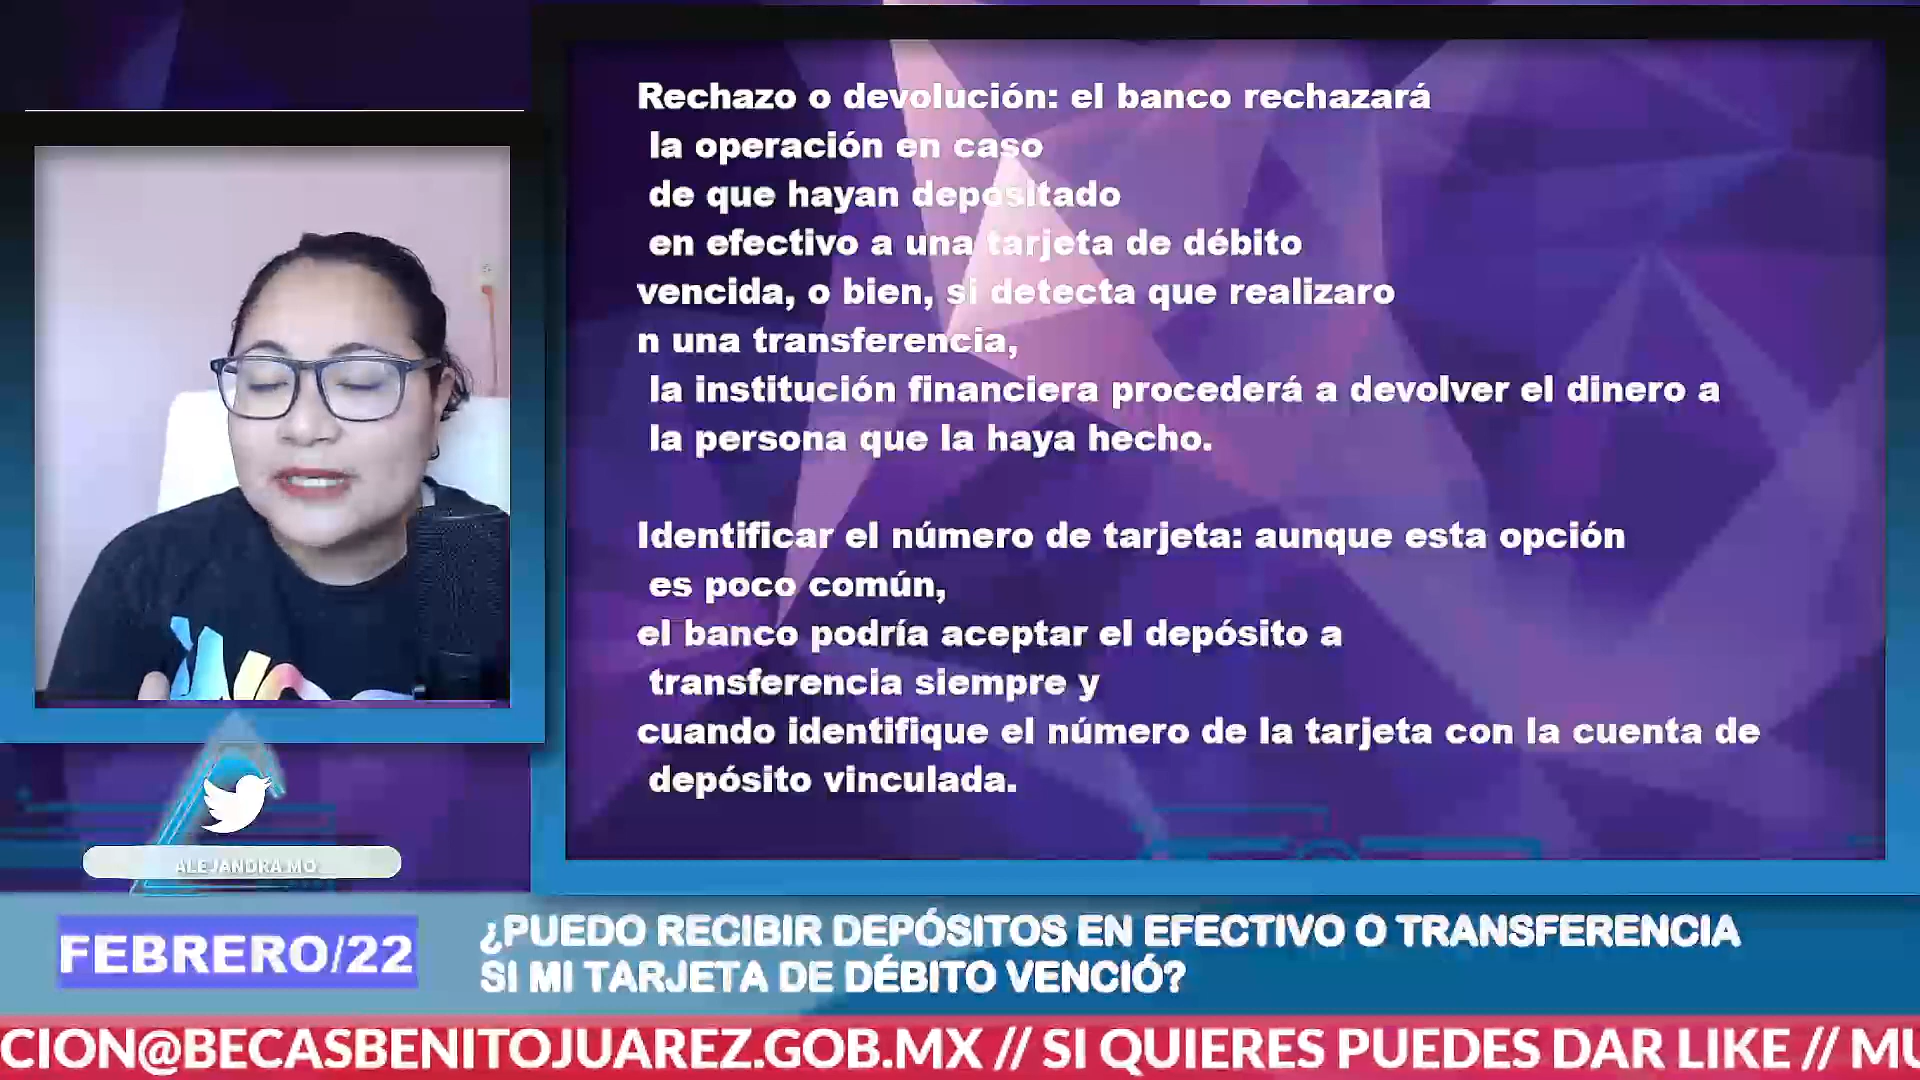 Rechazo o devolución: el banco rechazará
la operación en caso
de que hayan depositado
en efectivo a una tarjeta de débito
vencida, o bien, si detecta que realizaro
n una transferencia,
la institución financiera procederá a devolver el dinero a
la persona que la haya hecho.
Identificar el número de tarjeta: aunque esta opción
es poco común,
el banco podría aceptar el depósito a
transferencia siempre y
cuando identifique el número de la tarjeta con la cuenta de
depósito vinculada.
ALEJANDRA MO
FEBRERO/22
¿PUEDO RECIBIR DEPÓSITOS EN EFECTIVO O TRANSFERENCIA
SI MI TARJETA DE DÉBITO VENCIÓ?
CION@BECASBENITOJUAREZ.GOB.MX // SI QUIERES PUEDES DAR LIKE // MU